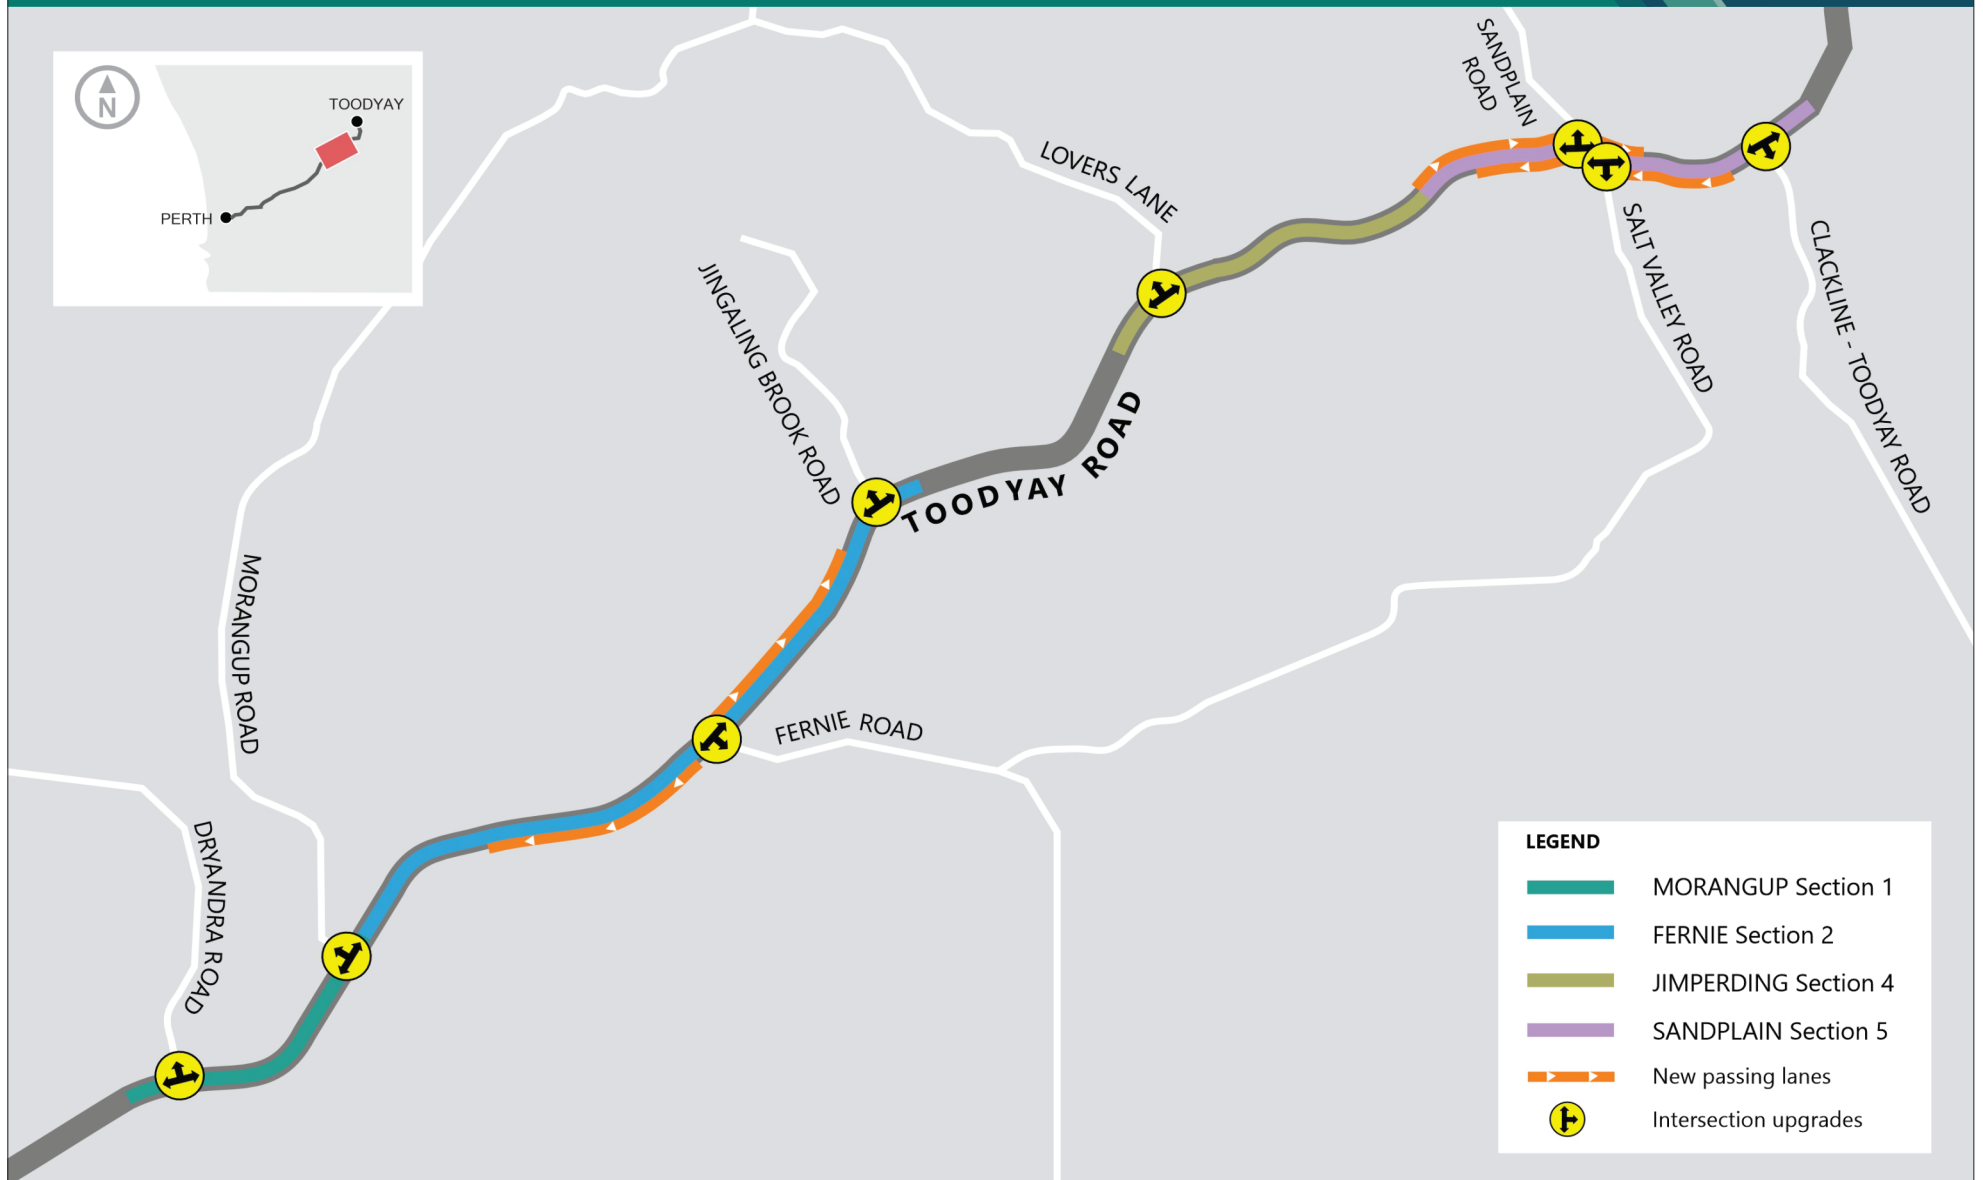 N
TOODYAY
PERTH
SANDPLAIN
ROAD
LOVERS LANE
JINGALING BROOK ROAD
SALT VALLEY ROAD
CLACKLINE - TOODYAY ROAD
TOODYAY ROAD
MORANGUP ROAD
FERNIE ROAD
DRYANDRA ROAD
LEGEND
MORANGUP Section 1
FERNIE Section 2
JIMPERDING Section 4
SANDPLAIN Section 5
New passing lanes
Intersection upgrades